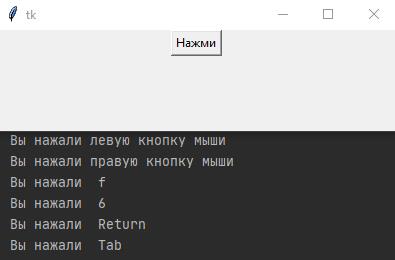 tk
Нажми
Вы нажали левую кнопку мыши
Вы нажали правую кнопку мыши
Вы нажали  f
Вы нажали  6
Вы нажали  Return
Вы нажали  Tab